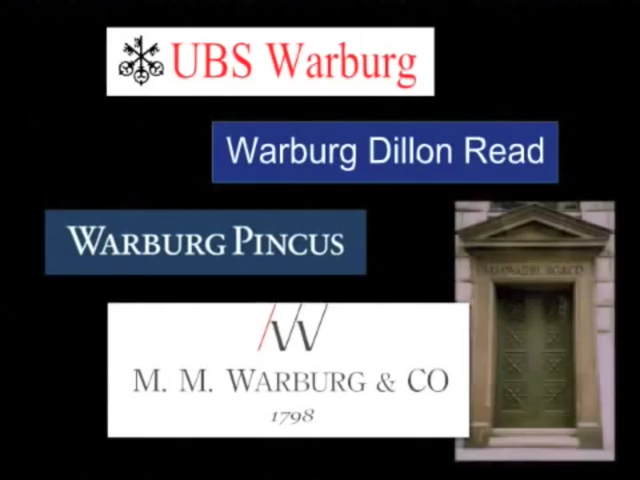 UBS Warburg
Warburg Dillon Read
WARBURG PINCUS
M. M. WARBURG & CO
1798